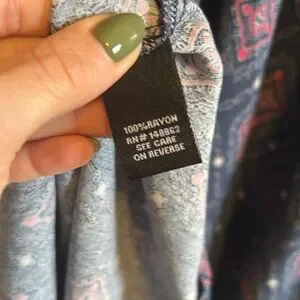 100%RAYON
RN# 148862
SEE CARE
ON REVERSE